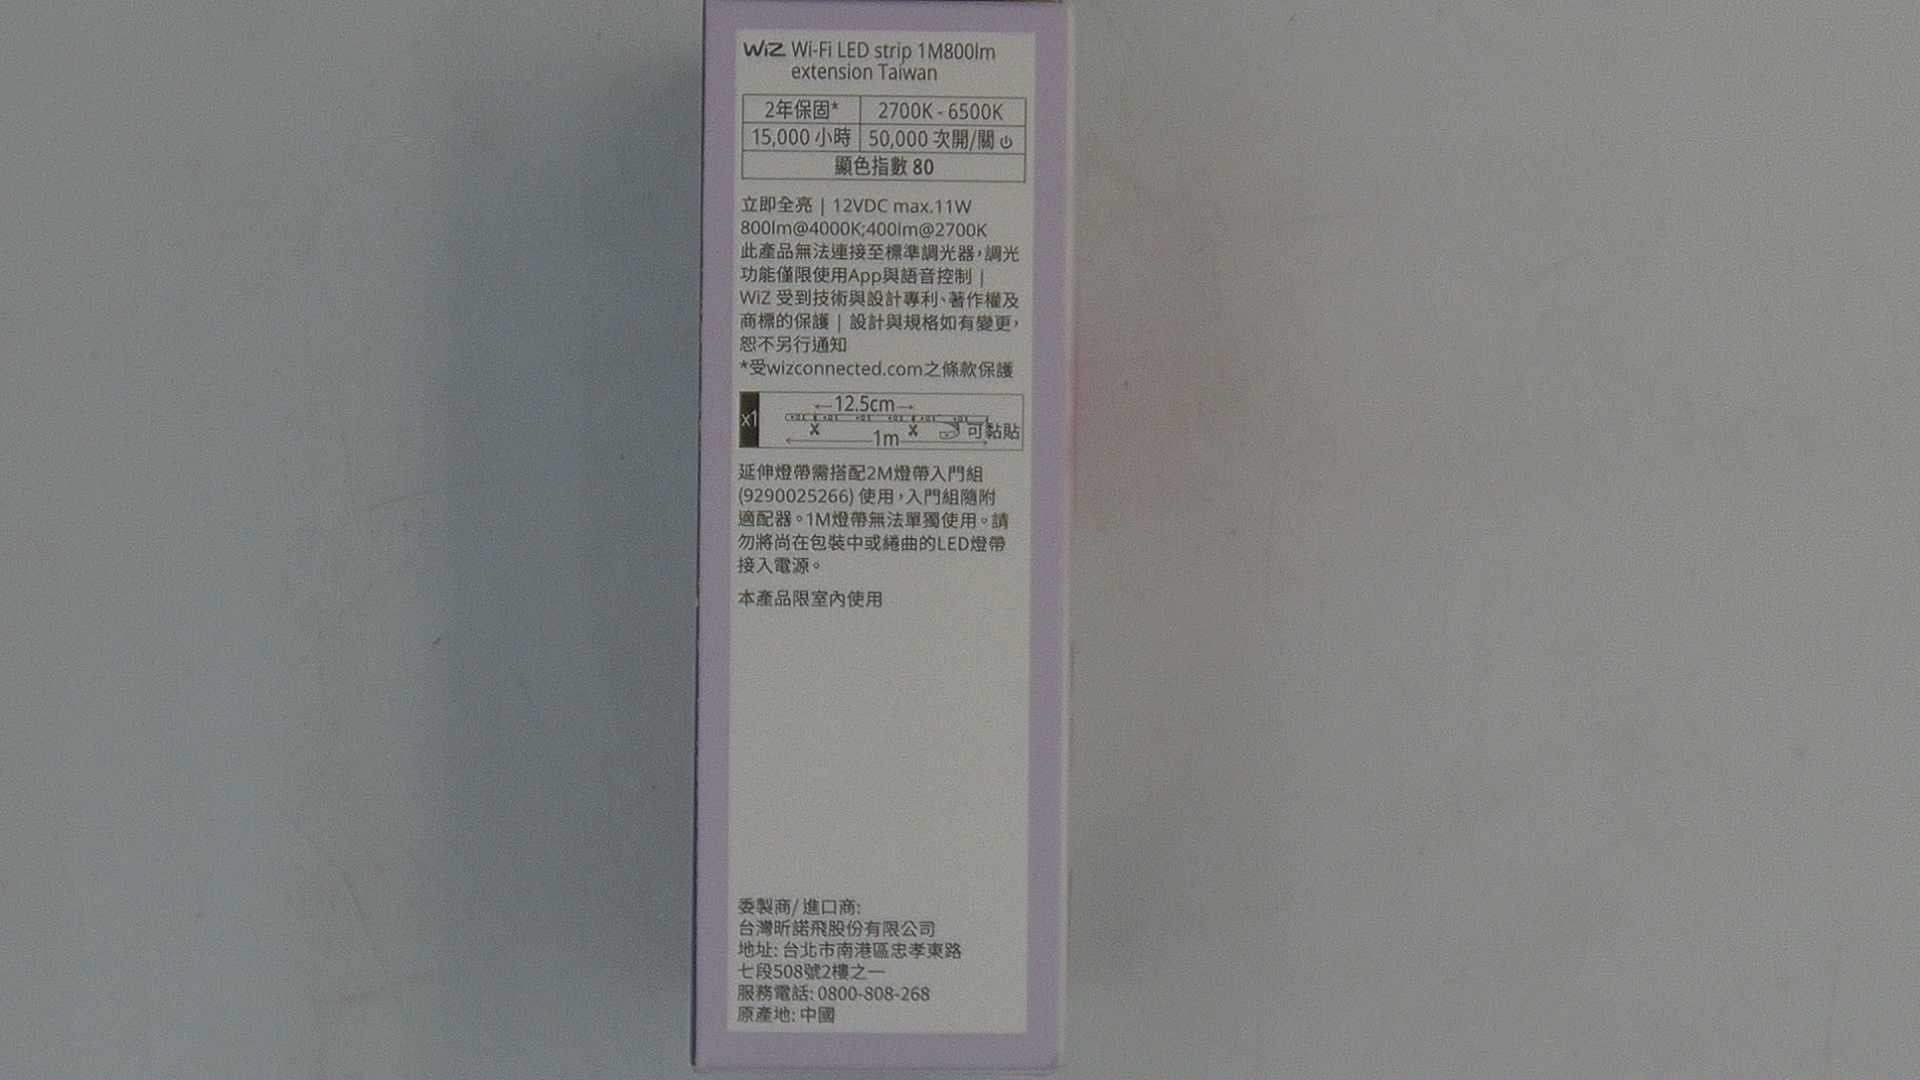 WiZ Wi-Fi LED strip 1M800lm
extension Taiwan
2年保固* 2700K - 6500K
15,000 小時 50,000 次開/關
顯色指數 80
立即全亮 | 12VDC max.11W
800lm@4000K;400lm@2700K
此產品無法連接至標準調光器,調光
功能僅限使用App與語音控制 |
WiZ 受到技術與設計專利、著作權及
商標的保護 | 設計與規格如有變更,
恕不另行通知
*受wizconnected.com之條款保護
x1
12.5cm
x x
1m
可黏貼
延伸燈帶需搭配2M燈帶入門組
(9290025266) 使用,入門組隨附
適配器。1M燈帶無法單獨使用。請
勿將尚在包裝中或綣曲的LED燈帶
接入電源。
本產品限室內使用
委製商/ 進口商:
台灣昕諾飛股份有限公司
地址: 台北市南港區忠孝東路
七段508號2樓之一
服務電話: 0800-808-268
原產地: 中國